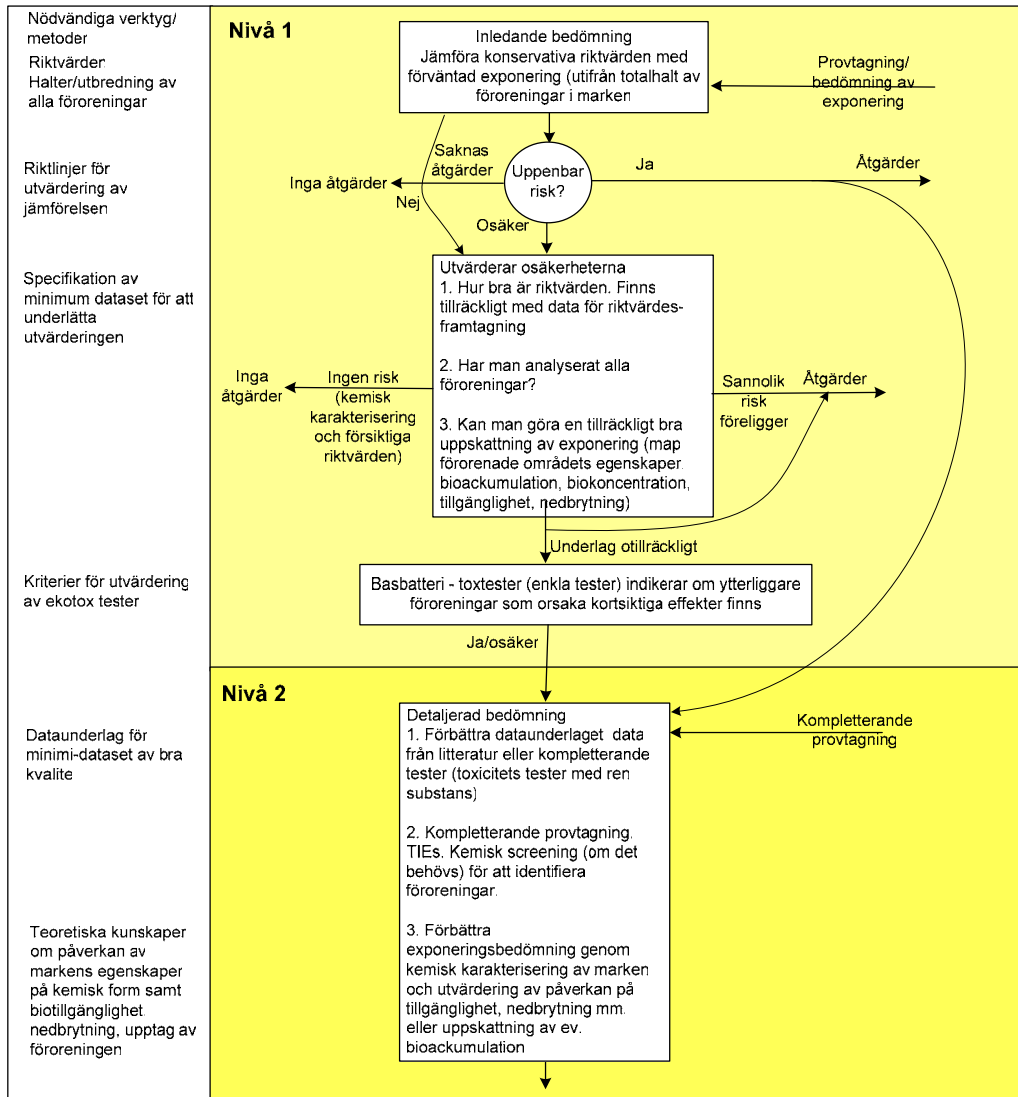 Nödvändiga verktyg/
metoder
Riktvärden
Halter/utbredning av
alla föroreningar
Riktlinjer för
utvärdering av
jämförelsen
Specifikation av
minimum dataset för att
underlätta
utvärderingen
Kriterier för utvärdering
av ekotox tester
Dataunderlag för
minimi-dataset av bra
kvalite
Teoretiska kunskaper
om påverkan av
markens egenskaper
på kemisk form samt
biotillgänglighet.
nedbrytning, upptag av
föroreningen
Nivå 1
Inledande bedömning
Jämföra konservativa riktvärden med
förväntad exponering (utifrån totalhalt av
föroreningar i marken
Provtagning/
bedömning av
exponering
Saknas
åtgärder
Inga åtgärder
Nej
Uppenbar
risk?
Ja
Åtgärder
Osäker
Utvärderar osäkerheterna
1. Hur bra är riktvärden. Finns
tillräckligt med data för riktvärdes-
framtagning
2. Har man analyserat alla
föroreningar?
3. Kan man göra en tillräckligt bra
uppskattning av exponering (map
förorenade områdets egenskaper.
bioackumulation, biokoncentration,
tillgänglighet, nedbrytning)
Inga
åtgärder
Ingen risk
(kemisk
karakterisering
och försiktiga
riktvärden)
Sannolik
risk
föreligger
Åtgärder
Underlag otillräckligt
Basbatteri - toxtester (enkla tester) indikerar om ytterliggare
föroreningar som orsaka kortsiktiga effekter finns
Ja/osäker
Nivå 2
Detaljerad bedömning
1. Förbättra dataunderlaget data
från litteratur eller kompletterande
tester (toxicitets tester med ren
substans)
2. Kompletterande provtagning.
TIEs. Kemisk screening (om det
behövs) för att identifiera
föroreningar.
3. Förbättra
exponeringsbedömning genom
kemisk karakterisering av marken
och utvärdering av påverkan på
tillgänglighet, nedbrytning mm.
eller uppskattning av ev.
bioackumulation
Kompletterande
provtagning